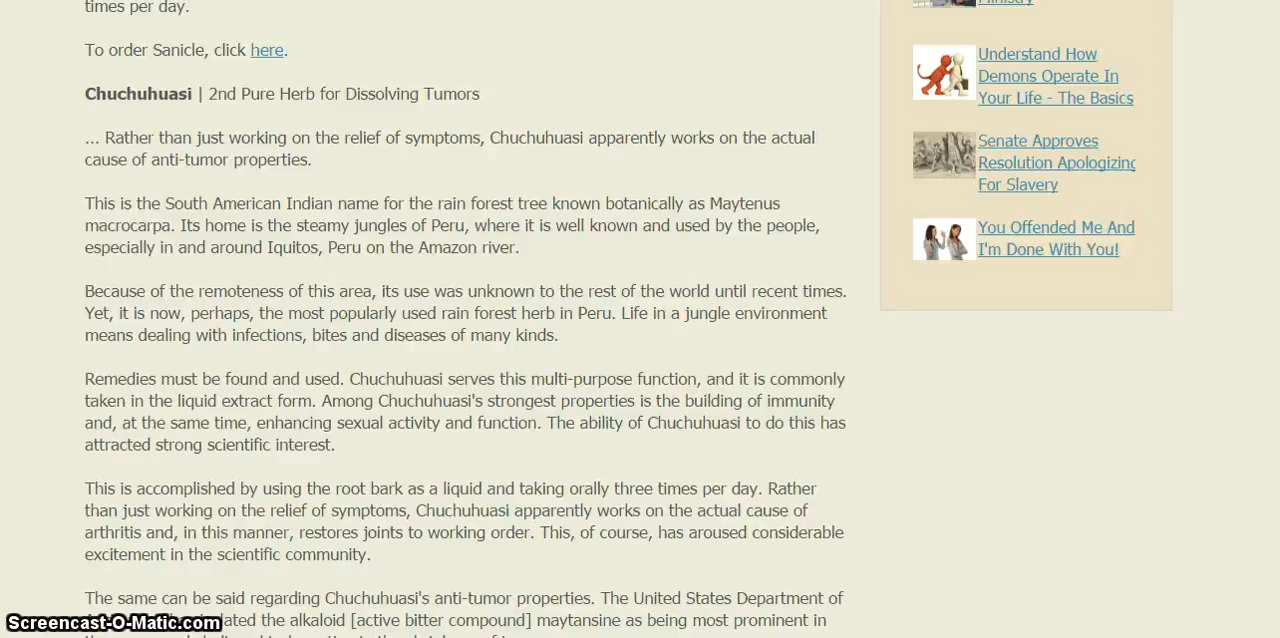 times per day.
To order Sanicle, click here.
Chuchuhuasi | 2nd Pure Herb for Dissolving Tumors
... Rather than just working on the relief of symptoms, Chuchuhuasi apparently works on the actual
cause of anti-tumor properties.
This is the South American Indian name for the rain forest tree known botanically as Maytenus
macrocarpa. Its home is the steamy jungles of Peru, where it is well known and used by the people,
especially in and around Iquitos, Peru on the Amazon river.
Because of the remoteness of this area, its use was unknown to the rest of the world until recent times.
Yet, it is now, perhaps, the most popularly used rain forest herb in Peru. Life in a jungle environment
means dealing with infections, bites and diseases of many kinds.
Remedies must be found and used. Chuchuhuasi serves this multi-purpose function, and it is commonly
taken in the liquid extract form. Among Chuchuhuasi's strongest properties is the building of immunity
and, at the same time, enhancing sexual activity and function. The ability of Chuchuhuasi to do this has
attracted strong scientific interest.
This is accomplished by using the root bark as a liquid and taking orally three times per day. Rather
than just working on the relief of symptoms, Chuchuhuasi apparently works on the actual cause of
arthritis and, in this manner, restores joints to working order. This, of course, has aroused considerable
excitement in the scientific community.
The same can be said regarding Chuchuhuasi's anti-tumor properties. The United States Department of
the alkaloid [active bitter compound] maytansine as being most prominent in
Ministry
Understand How
Demons Operate In
Your Life - The Basics
Senate Approves
Resolution Apologizing
For Slavery
You Offended Me And
I'm Done With You!
Screencast-O-Matic.com